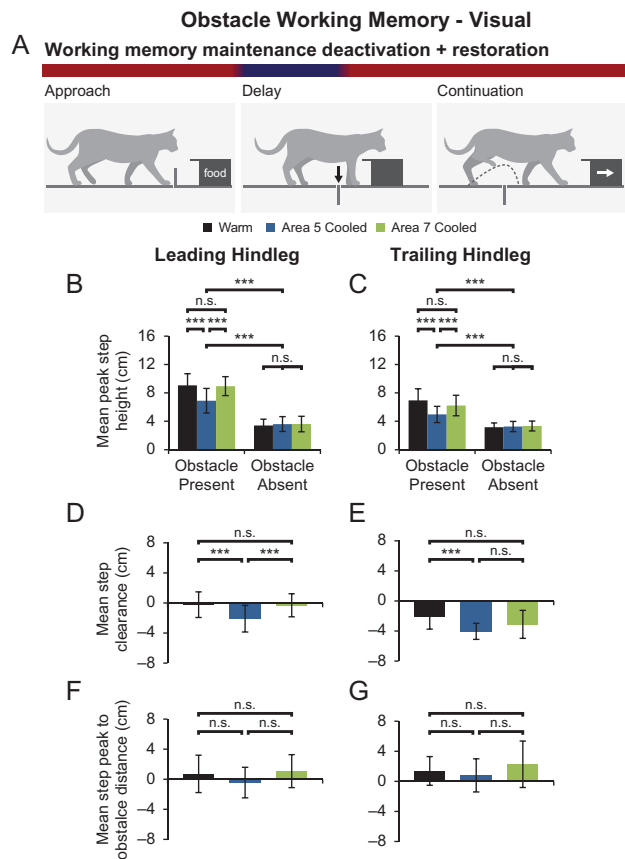 Obstacle Working Memory - Visual
A
Working memory maintenance deactivation + restoration
Approach
Delay
Continuation
food
Warm
Area 5 Cooled
Area 7 Cooled
Leading Hindleg
Trailing Hindleg
B
***
n.s.
*** ***
***
n.s.
Mean peak step
height (cm)
16
12
8
4
0
Obstacle
Present
Obstacle
Absent
C
***
n.s.
*** ***
***
n.s.
16
12
8
4
0
Obstacle
Present
Obstacle
Absent
D
n.s.
*** ***
Mean step
clearance (cm)
8
4
0
–4
–8
E
n.s.
*** n.s.
8
4
0
–4
–8
F
n.s.
n.s. n.s.
Mean step peak to
obstalce distance (cm)
8
4
0
–4
–8
G
n.s.
n.s. n.s.
8
4
0
–4
–8